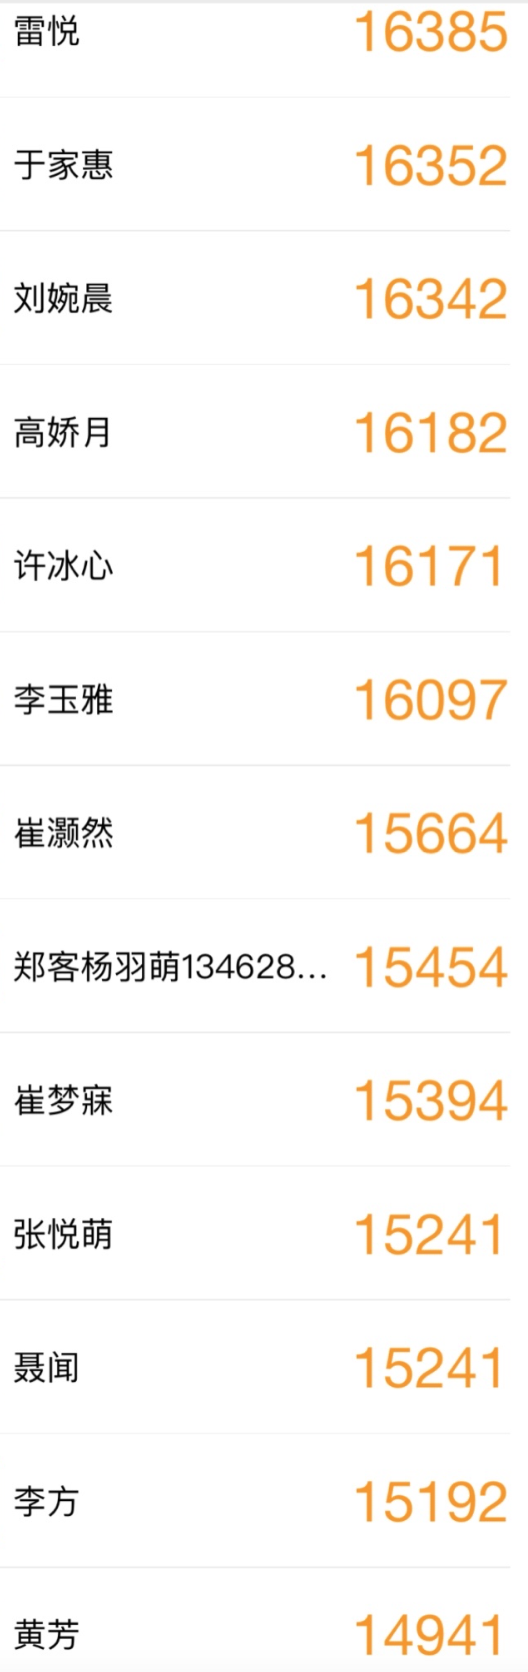 雷悦 16385
于家惠 16352
刘婉晨 16342
高娇月 16182
许冰心 16171
李玉雅 16097
崔灏然 15664
郑客杨羽萌134628... 15454
崔梦寐 15394
张悦萌 15241
聂闻 15241
李方 15192
黄芳 14941